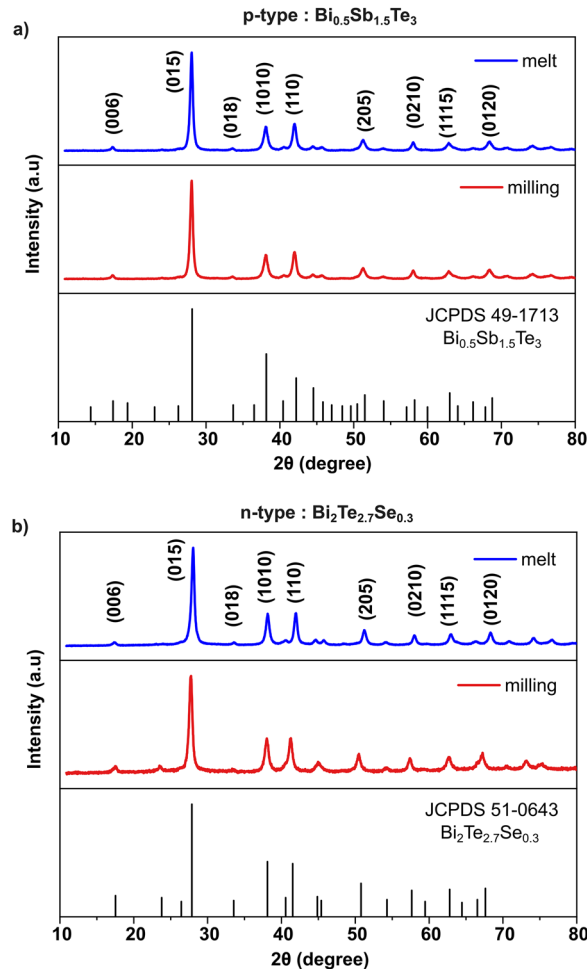 p-type : Bi₀.₅Sb₁.₅Te₃
a)
melt
(006)
(015)
(018)
(1010)
(110)
(205)
(0210)
(1115)
(0120)
milling
Intensity (a.u)
JCPDS 49-1713
Bi₀.₅Sb₁.₅Te₃
10 20 30 40 50 60 70 80
2θ (degree)
n-type : Bi₂Te₂.₇Se₀.₃
b)
melt
(006)
(015)
(018)
(1010)
(110)
(205)
(0210)
(1115)
(0120)
milling
Intensity (a.u)
JCPDS 51-0643
Bi₂Te₂.₇Se₀.₃
10 20 30 40 50 60 70 80
2θ (degree)